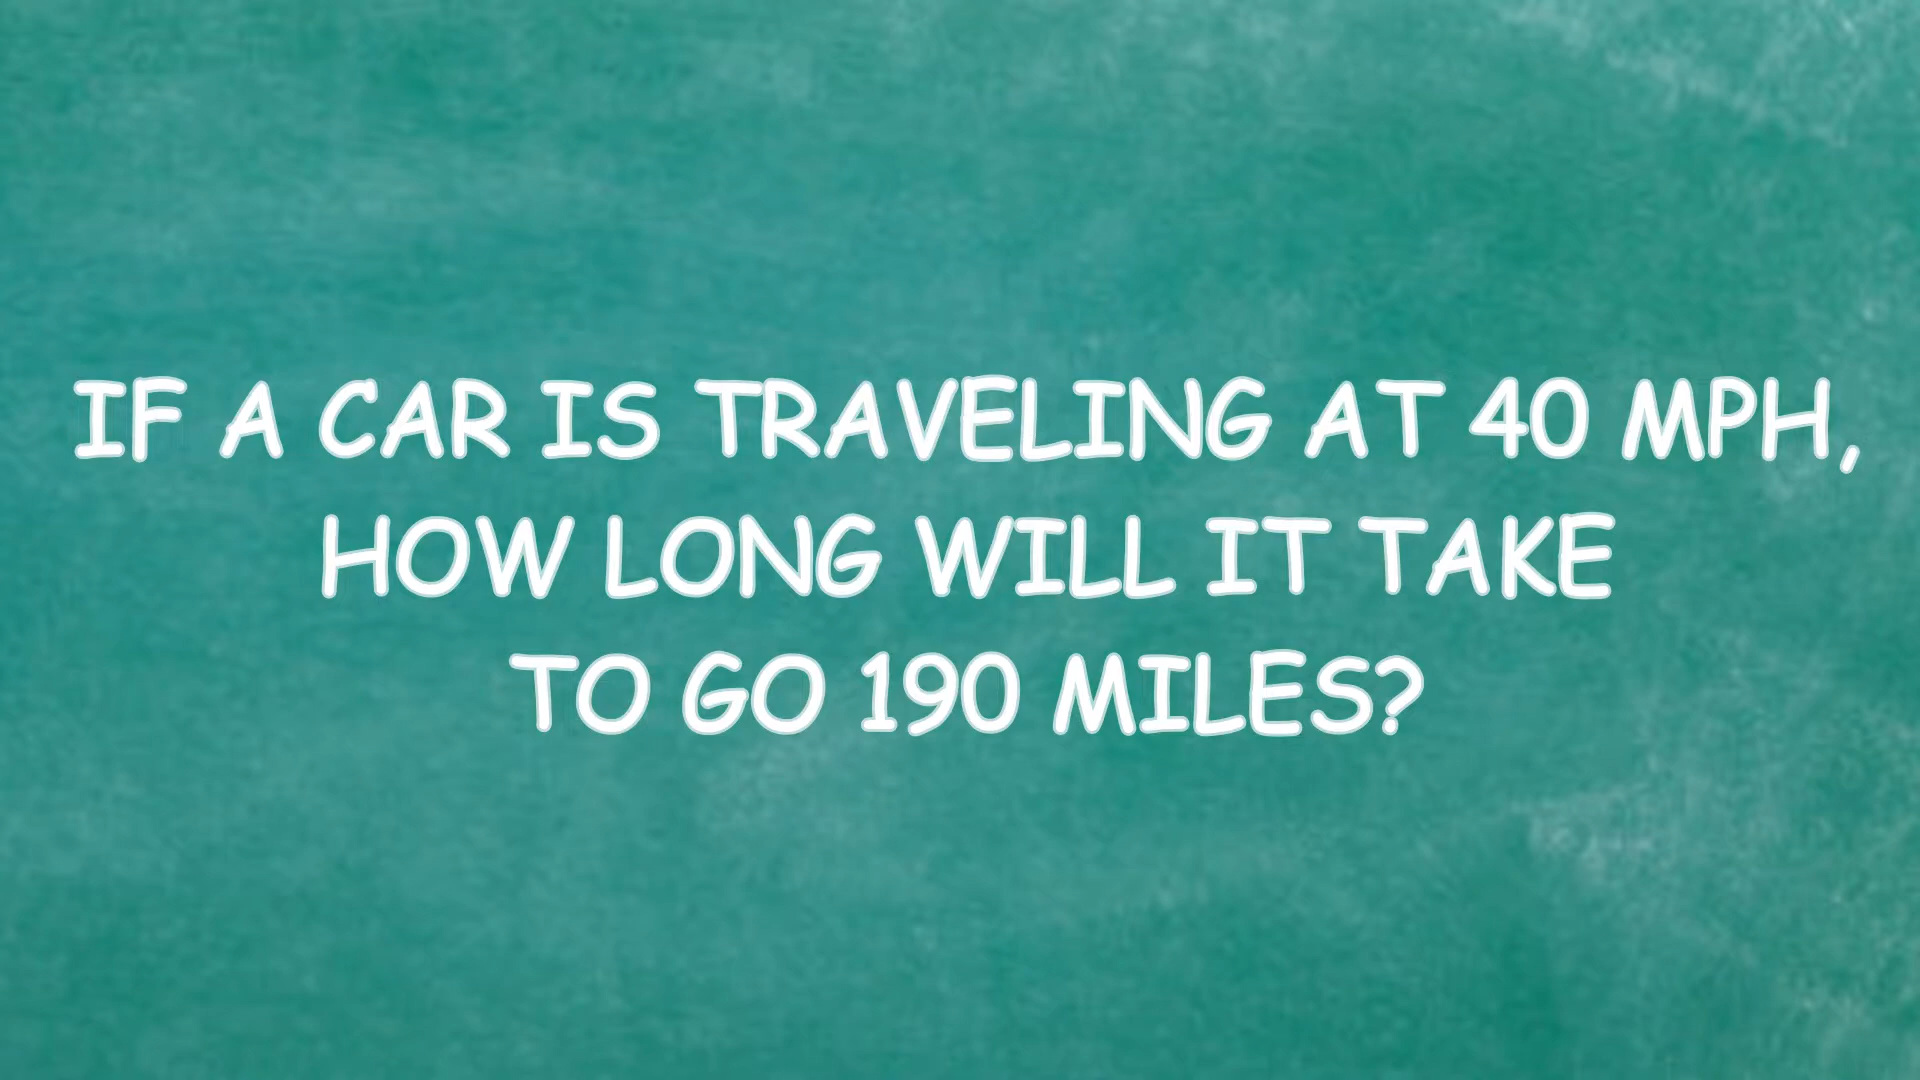 IF A CAR IS TRAVELING AT 40 MPH,
HOW LONG WILL IT TAKE
TO GO 190 MILES?